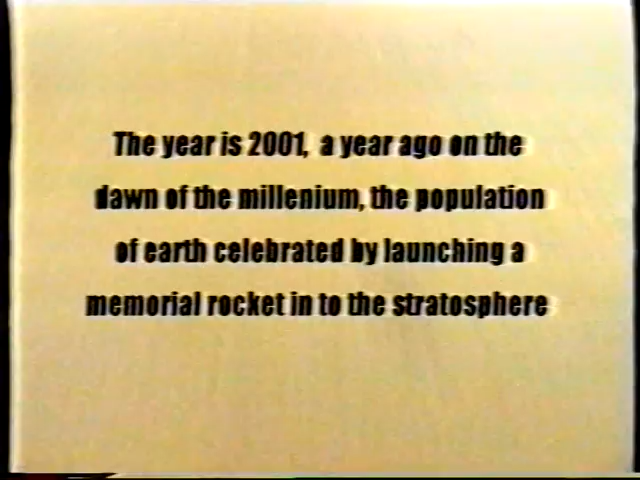 The year is 2001, a year ago on the
dawn of the millenium, the population
of earth celebrated by launching a
memorial rocket in to the stratosphere